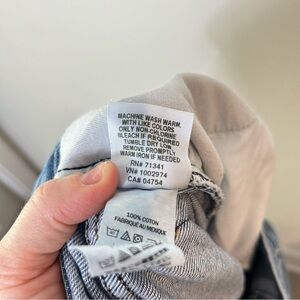 MACHINE WASH WARM,
WITH LIKE COLORS
ONLY NON-CHLORINE
BLEACH IF REQUIRED
TUMBLE DRY LOW
REMOVE PROMPTLY
WARM IRON IF NEEDED
RN# 71341
VN# 1002974
CA# 04754
100% COTON
FABRIQUÉ AU MEXIQUE